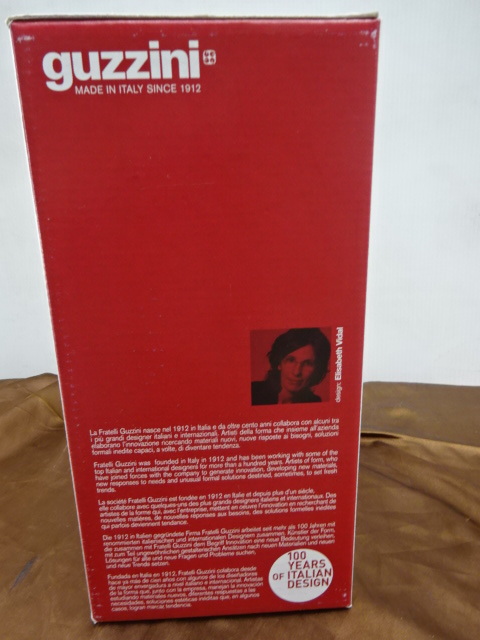 guzzini
MADE IN ITALY SINCE 1912
design: Elisabeth Vidal
La Fratelli Guzzini nasce nel 1912 in Italia e da oltre cento anni collabora con alcuni tra
i più grandi designer italiani e internazionali. Artisti della forma che insieme all'azienda
elaborano l'innovazione ricercando materiali nuovi, nuove risposte ai bisogni, soluzioni
formali inedite capaci, a volte, di diventare tendenza.
Fratelli Guzzini was founded in Italy in 1912 and has been working with some of the
top Italian and international designers for more than a hundred years. Artists of form, who
have joined forces with the company to generate innovation, developing new materials,
new responses to needs and unusual formal solutions destined, sometimes, to set fresh
trends.
La société Fratelli Guzzini est fondée en 1912 en Italie et depuis plus d'un siècle,
elle collabore avec quelques-uns des plus grands designers italiens et internationaux. Des
artistes de la forme qui, avec l'entreprise, mettent en oeuvre l'innovation en recherchant de
nouvelles matières, de nouvelles réponses aux besoins, des solutions formelles inédites
qui parfois deviennent tendance.
Die 1912 in Italien gegründete Firma Fratelli Guzzini arbeitet seit mehr als 100 Jahren mit
renommierten italienischen und internationalen Designern zusammen, Künstler der Form,
die zusammen mit Fratelli Guzzini dem Begriff Innovation eine neue Bedeutung verleihen,
mit zum Teil ungewöhnlichen gestalterischen Ansätzen nach neuen Materialien und neuen
Lösungen für alte und neue Fragen und Probleme suchen,
und neue Trends setzen.
Fundada en Italia en 1912, Fratelli Guzzini colabora desde
hace ya más de cien años con algunos de los diseñadores
de mayor envergadura a nivel italiano e internacional. Artistas
de la forma que, junto con la empresa, manejan la innovación
estudiando materiales nuevos, diferentes respuestas a las
necesidades, soluciones estéticas inéditas que, en algunos
casos, logran marcar tendencia.
100
YEARS
OF ITALIAN
DESIGN